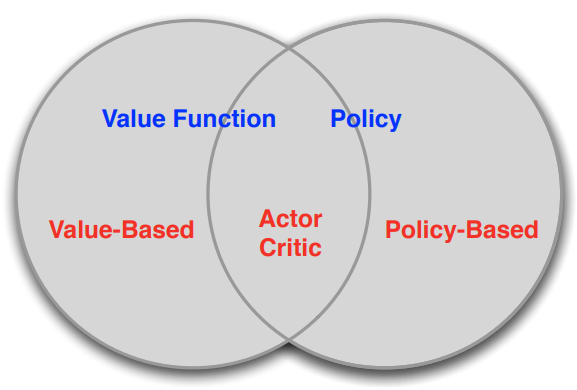 Value Function
Policy
Value-Based
Actor
Critic
Policy-Based